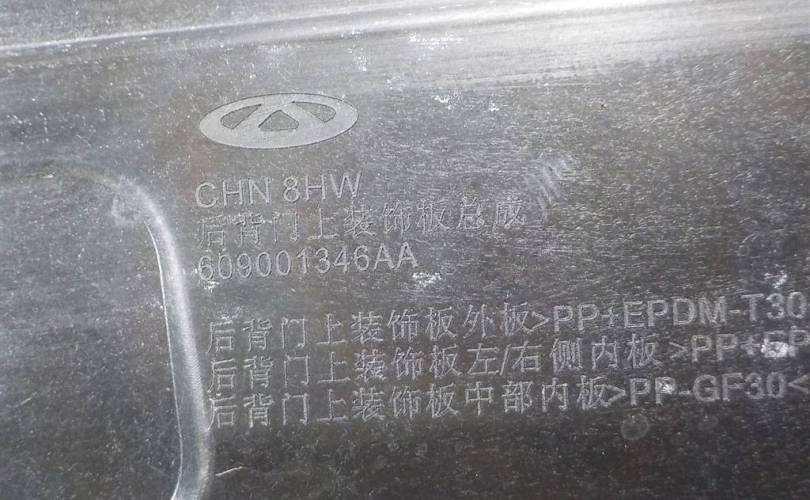 CHN 8HW
后背门上装饰板总成
609001346AA
后背门上装饰板外板>PP+EPDM-T30
后背门上装饰板左/右侧内板>PP+EP
后背门上装饰板中部内板>PP-GF30<